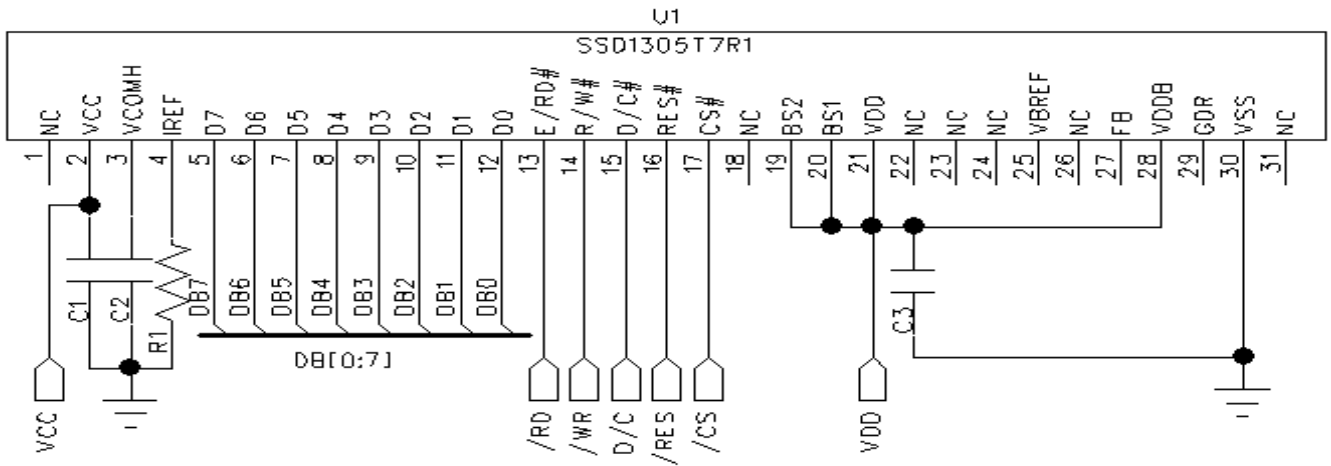 U1
SSD1305T7R1
NC
VCC
VCOMH
IREF
D7
D6
D5
D4
D3
D2
D1
D0
E/RD#
R/W#
D/C#
RES#
CS#
NC
BS2
BS1
VDD
NC
NC
NC
VBREF
NC
FB
VDDB
GDR
VSS
NC
1
2
3
4
5
6
7
8
9
10
11
12
13
14
15
16
17
18
19
20
21
22
23
24
25
26
27
28
29
30
31
C1
C2
R1
DB7
DB6
DB5
DB4
DB3
DB2
DB1
DB0
C3
DB[0:7]
VCC
/RD
/WR
D/C
/RES
/CS
VDD